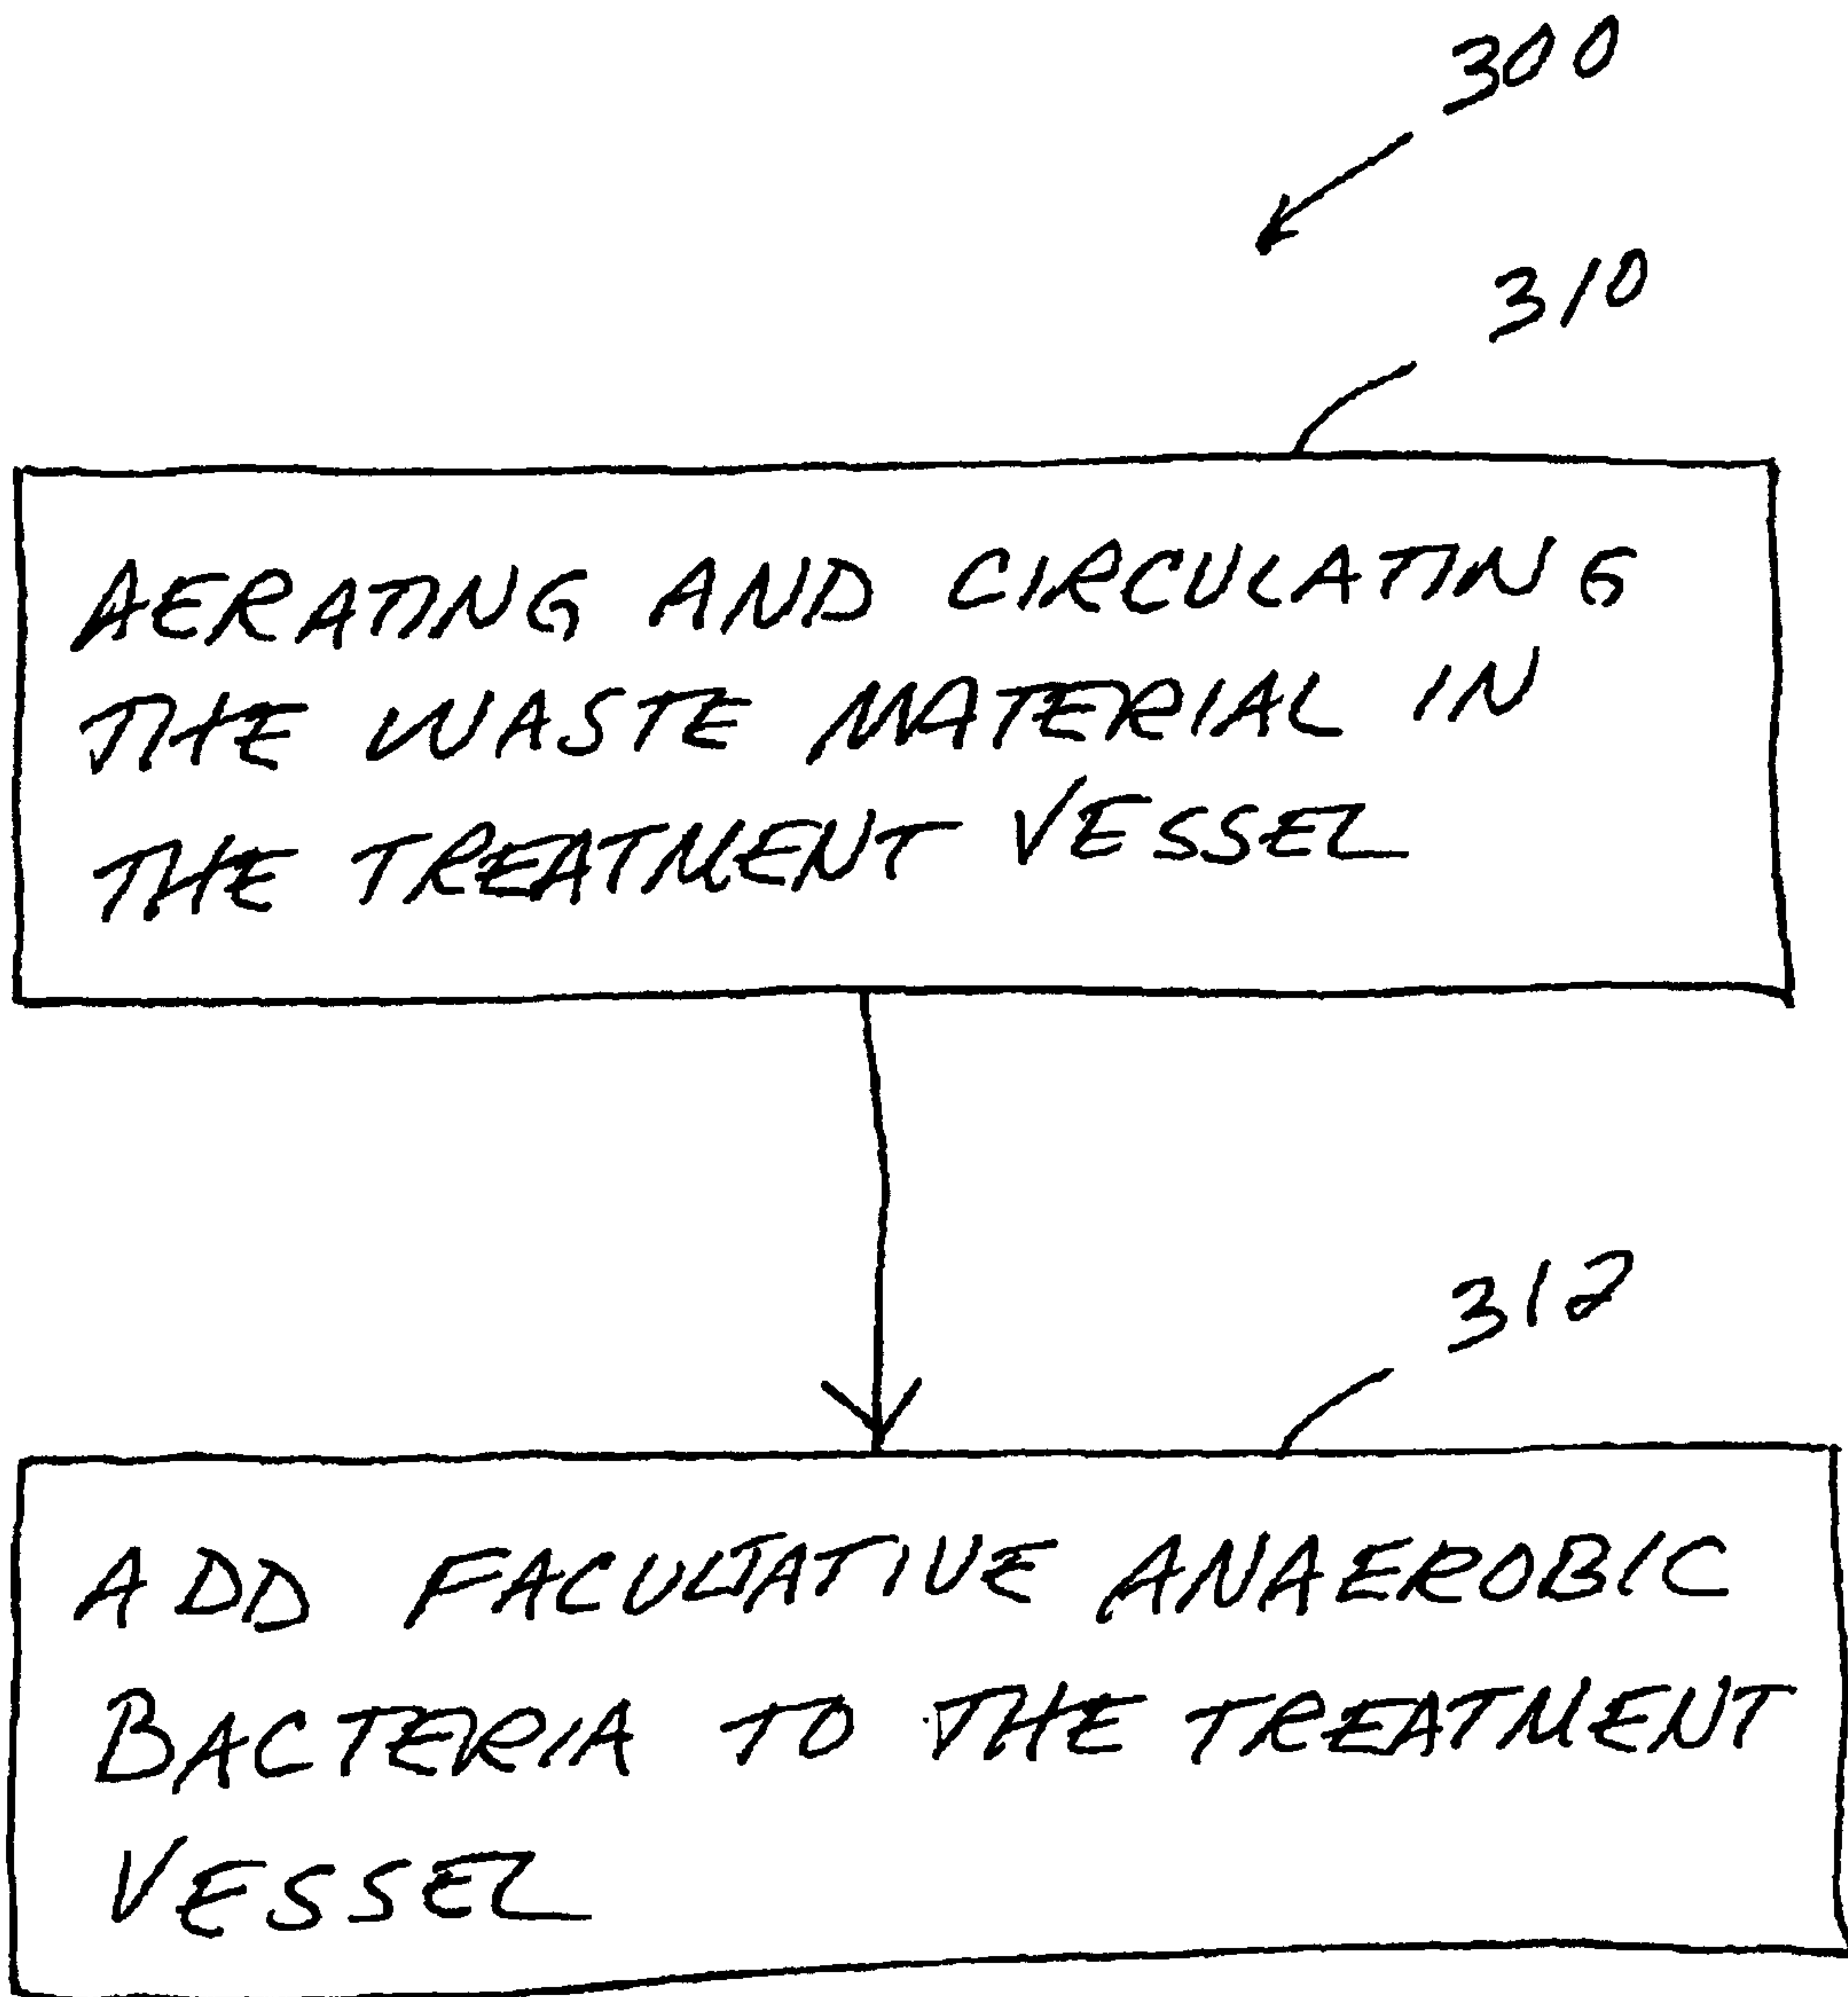 300
310
AERATING AND CIRCULATING
THE WASTE MATERIAL IN
THE TREATMENT VESSEL
312
ADD FACULTATIVE ANAEROBIC
BACTERIA TO THE TREATMENT
VESSEL